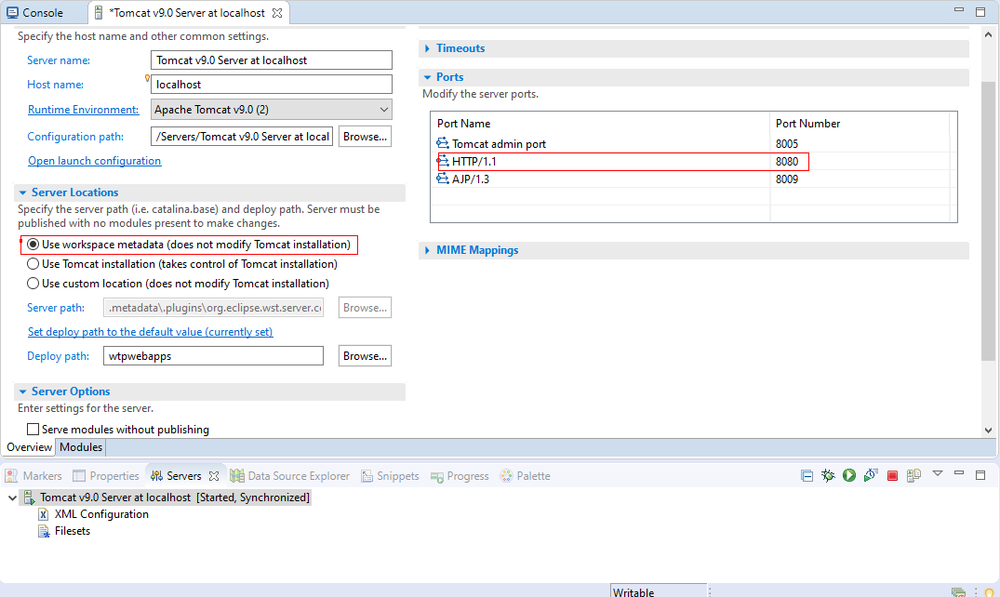 Console
*Tomcat v9.0 Server at localhost
Specify the host name and other common settings.
Server name:
Tomcat v9.0 Server at localhost
Host name:
localhost
Runtime Environment:
Apache Tomcat v9.0 (2)
Configuration path:
/Servers/Tomcat v9.0 Server at local
Browse...
Open launch configuration
Server Locations
Specify the server path (i.e. catalina.base) and deploy path. Server must be
published with no modules present to make changes.
Use workspace metadata (does not modify Tomcat installation)
Use Tomcat installation (takes control of Tomcat installation)
Use custom location (does not modify Tomcat installation)
Server path:
.metadata\.plugins\org.eclipse.wst.server.co
Browse...
Set deploy path to the default value (currently set)
Deploy path:
wtpwebapps
Browse...
Server Options
Enter settings for the server.
Serve modules without publishing
Timeouts
Ports
Modify the server ports.
Port Name Port Number
Tomcat admin port 8005
HTTP/1.1 8080
AJP/1.3 8009
MIME Mappings
Overview Modules
Markers Properties Servers Data Source Explorer Snippets Progress Palette
Tomcat v9.0 Server at localhost [Started, Synchronized]
XML Configuration
Filesets
Writable